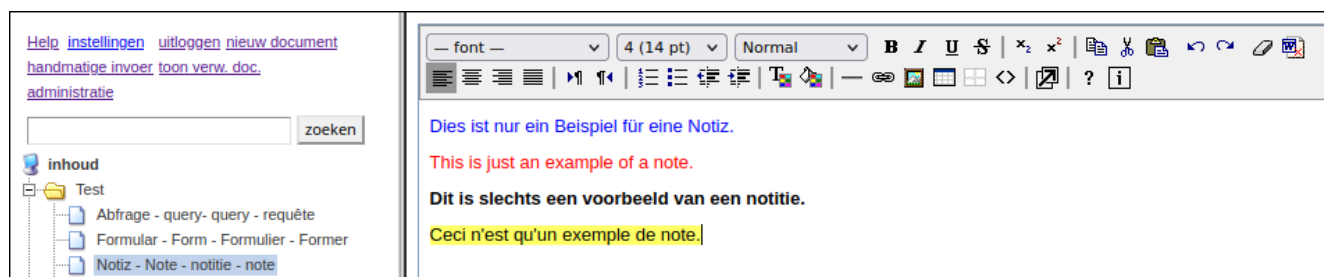 Help instellingen uitloggen nieuw document
handmatige invoer toon verw. doc.
administratie
zoeken
inhoud
Test
Abfrage - query- query - requête
Formular - Form - Formulier - Former
Notiz - Note - notitie - note
— font — 4 (14 pt) Normal B I U S x₂ x²
? i
Dies ist nur ein Beispiel für eine Notiz.
This is just an example of a note.
Dit is slechts een voorbeeld van een notitie.
Ceci n'est qu'un exemple de note.